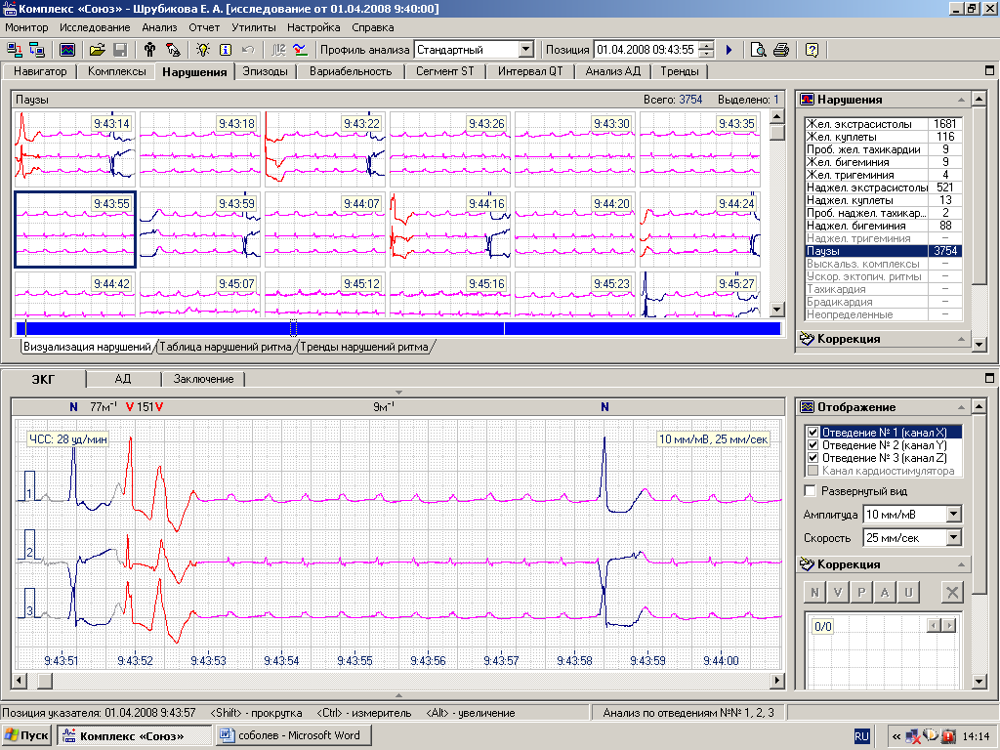 Комплекс «Союз» - Шрубикова Е. А. [исследование от 01.04.2008 9:40:00]
Монитор Исследование Анализ Отчет Утилиты Настройка Справка
Профиль анализа Стандартный Позиция 01.04.2008 09:43:55
Навигатор Комплексы Нарушения Эпизоды Вариабельность Сегмент ST Интервал QT Анализ АД Тренды
Паузы Всего: 3754 Выделено: 1
9:43:14 9:43:18 9:43:22 9:43:26 9:43:30 9:43:35
9:43:55 9:43:59 9:44:07 9:44:16 9:44:20 9:44:24
9:44:42 9:45:07 9:45:12 9:45:16 9:45:23 9:45:27
Визуализация нарушений Таблица нарушений ритма Тренды нарушений ритма
Нарушения
Жел. экстрасистолы 1681
Жел. куплеты 116
Проб. жел. тахикардии 9
Жел. бигеминия 9
Жел. тригеминия 4
Наджел. экстрасистолы 521
Наджел. куплеты 13
Проб. наджел. тахикар... 2
Наджел. бигеминия 88
Наджел. тригеминия –
Паузы 3754
Выскальз. комплексы –
Ускор. эктопич. ритмы –
Тахикардия –
Брадикардия –
Неопределенные –
Коррекция
ЭКГ АД Заключение
N 77м⁻¹ V 151 V 9м⁻¹ N
ЧСС: 28 уд/мин 10 мм/мВ, 25 мм/сек
1
2
3
9:43:51 9:43:52 9:43:53 9:43:54 9:43:55 9:43:56 9:43:57 9:43:58 9:43:59 9:44:00
Отображение
Отведение № 1 (канал X)
Отведение № 2 (канал Y)
Отведение № 3 (канал Z)
Канал кардиостимулятора
Развернутый вид
Амплитуда 10 мм/мВ
Скорость 25 мм/сек
Коррекция
N V P A U
0/0
Позиция указателя: 01.04.2008 9:43:57 <Shift> - прокрутка <Ctrl> - измеритель <Alt> - увеличение Анализ по отведениям №№ 1, 2, 3
Пуск Комплекс «Союз» соболев - Microsoft Word RU « 14:14